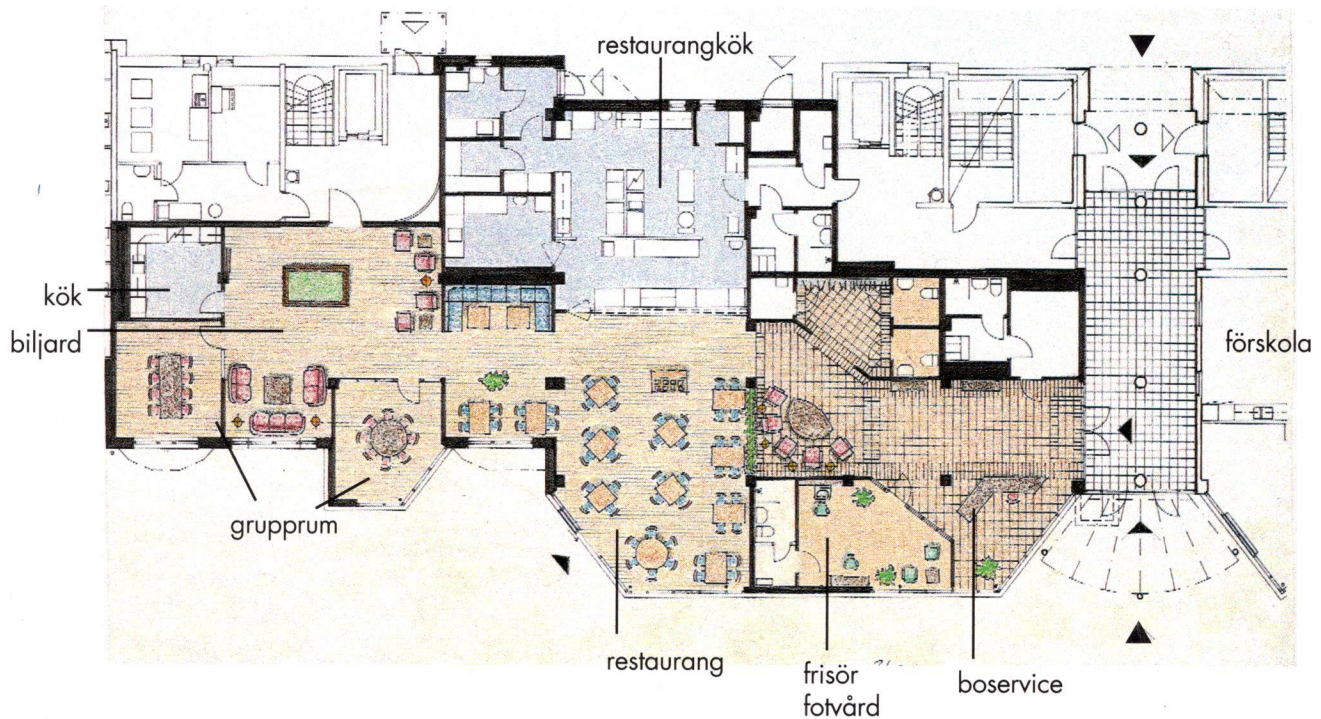 restaurangkök
kök
biljard
förskola
grupprum
restaurang
frisör
fotvård
boservice